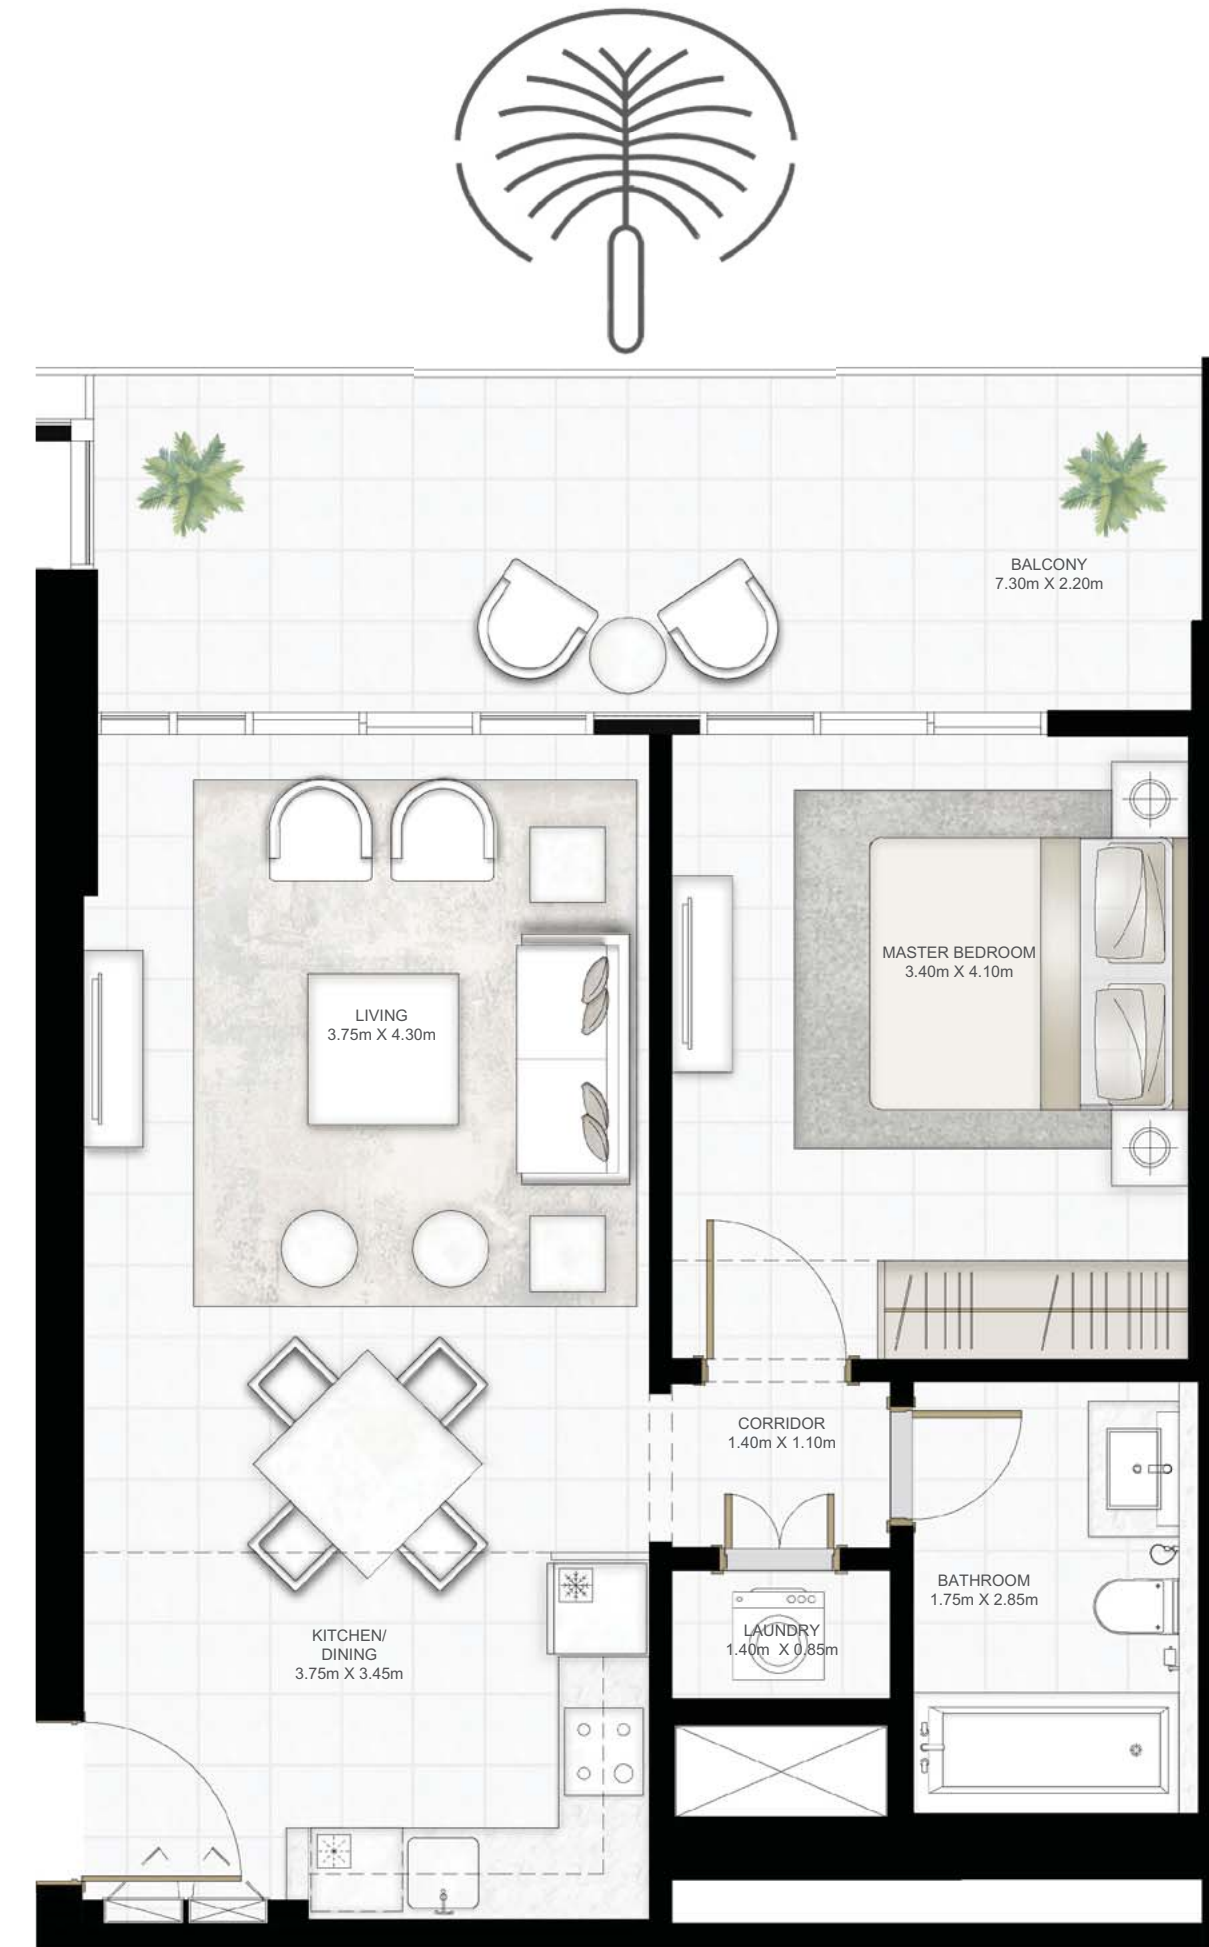 BALCONY
7.30m X 2.20m
MASTER BEDROOM
3.40m X 4.10m
LIVING
3.75m X 4.30m
CORRIDOR
1.40m X 1.10m
BATHROOM
1.75m X 2.85m
LAUNDRY
1.40m X 0.85m
KITCHEN/
DINING
3.75m X 3.45m